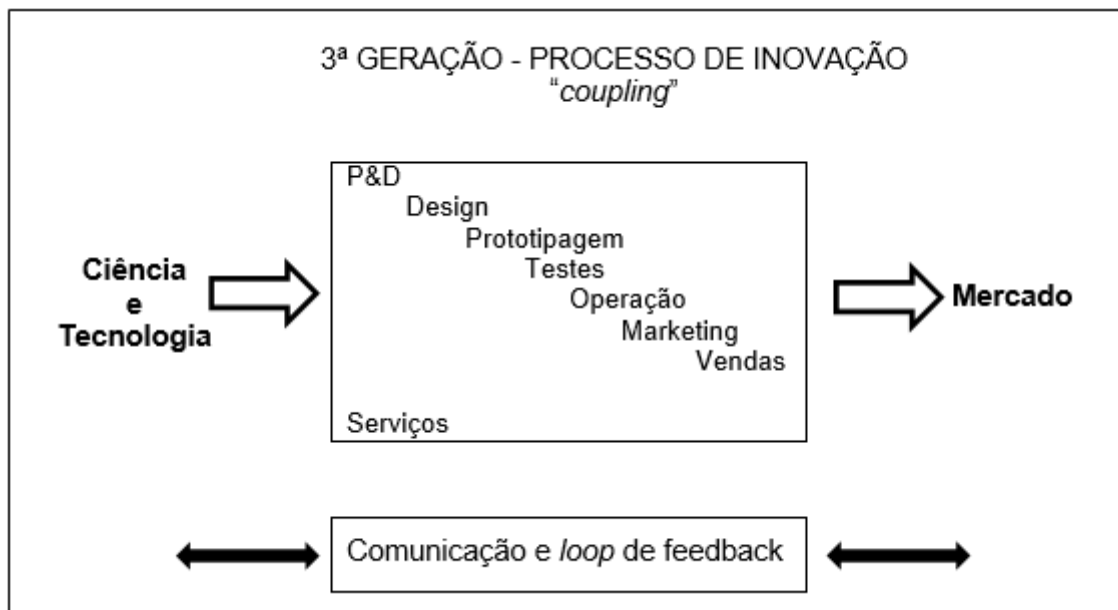 3ª GERAÇÃO - PROCESSO DE INOVAÇÃO
“coupling”
P&D
Design
Prototipagem
Testes
Operação
Marketing
Vendas
Serviços
Ciência
e
Tecnologia
Mercado
Comunicação e loop de feedback